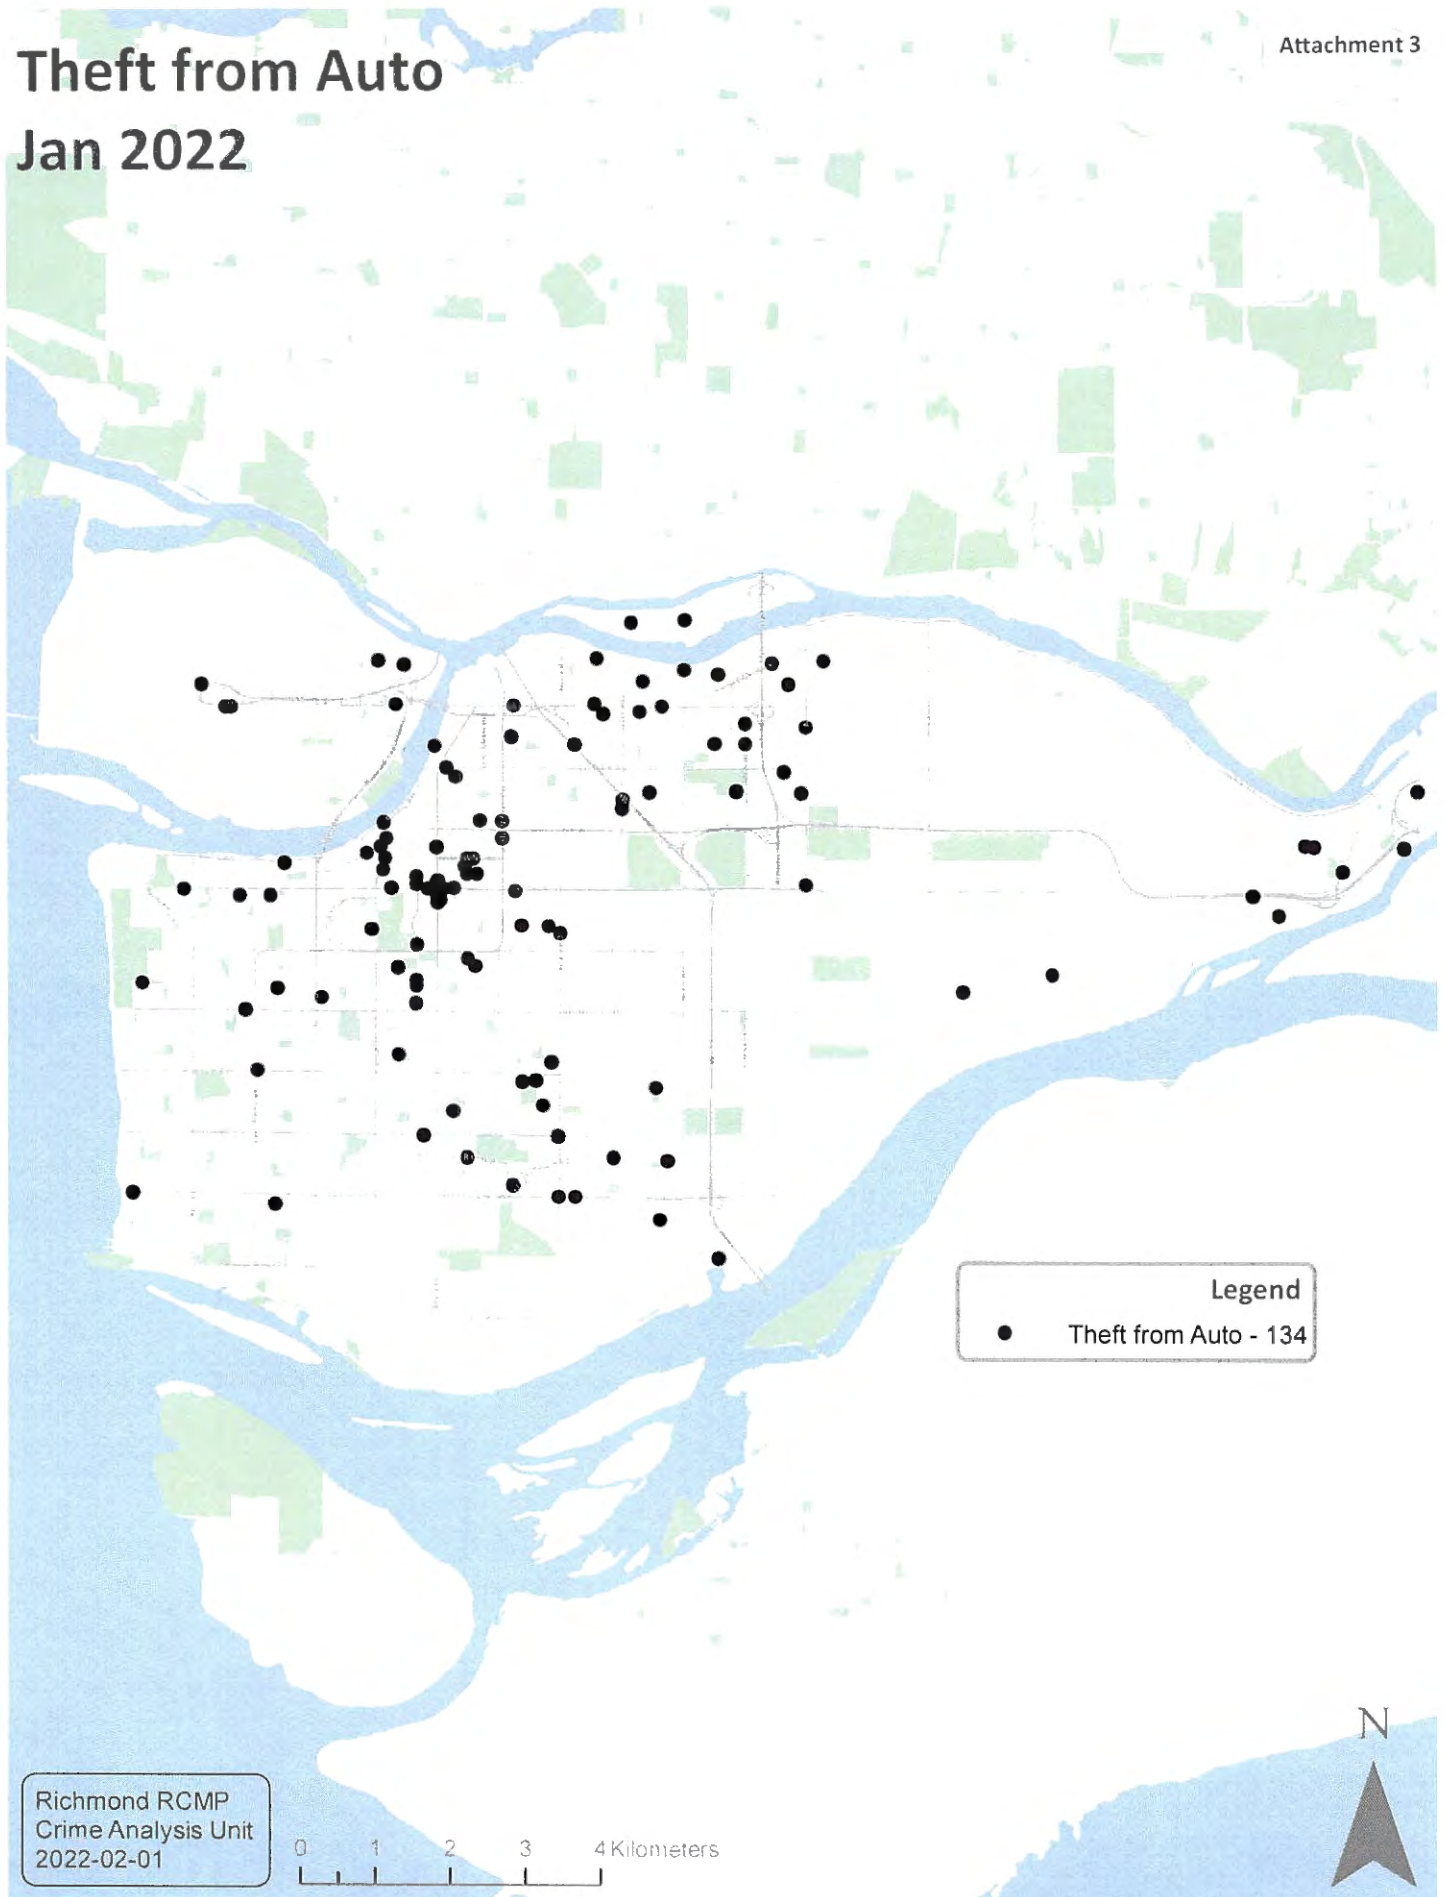 Attachment 3
Theft from Auto
Jan 2022
Legend
Theft from Auto - 134
N
Richmond RCMP
Crime Analysis Unit
2022-02-01
0 1 2 3 4 Kilometers